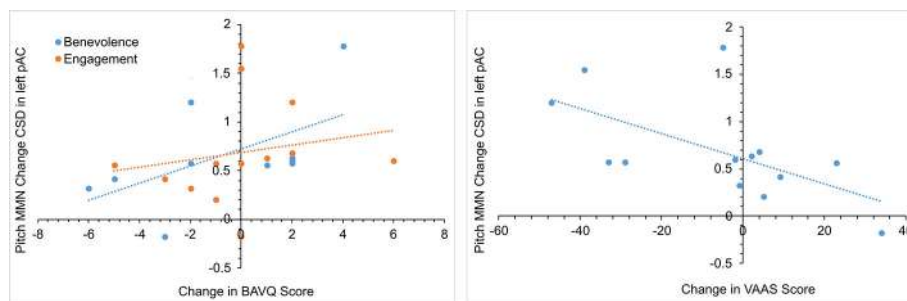 Pitch MMN Change CSD in left pAC
Benevolence
Engagement
2
1.5
1
0.5
0
-0.5
-8 -6 -4 -2 0 2 4 6 8
Change in BAVQ Score
Pitch MMN Change CSD in left pAC
2
1.5
1
0.5
0
-0.5
-60 -40 -20 0 20 40
Change in VAAS Score